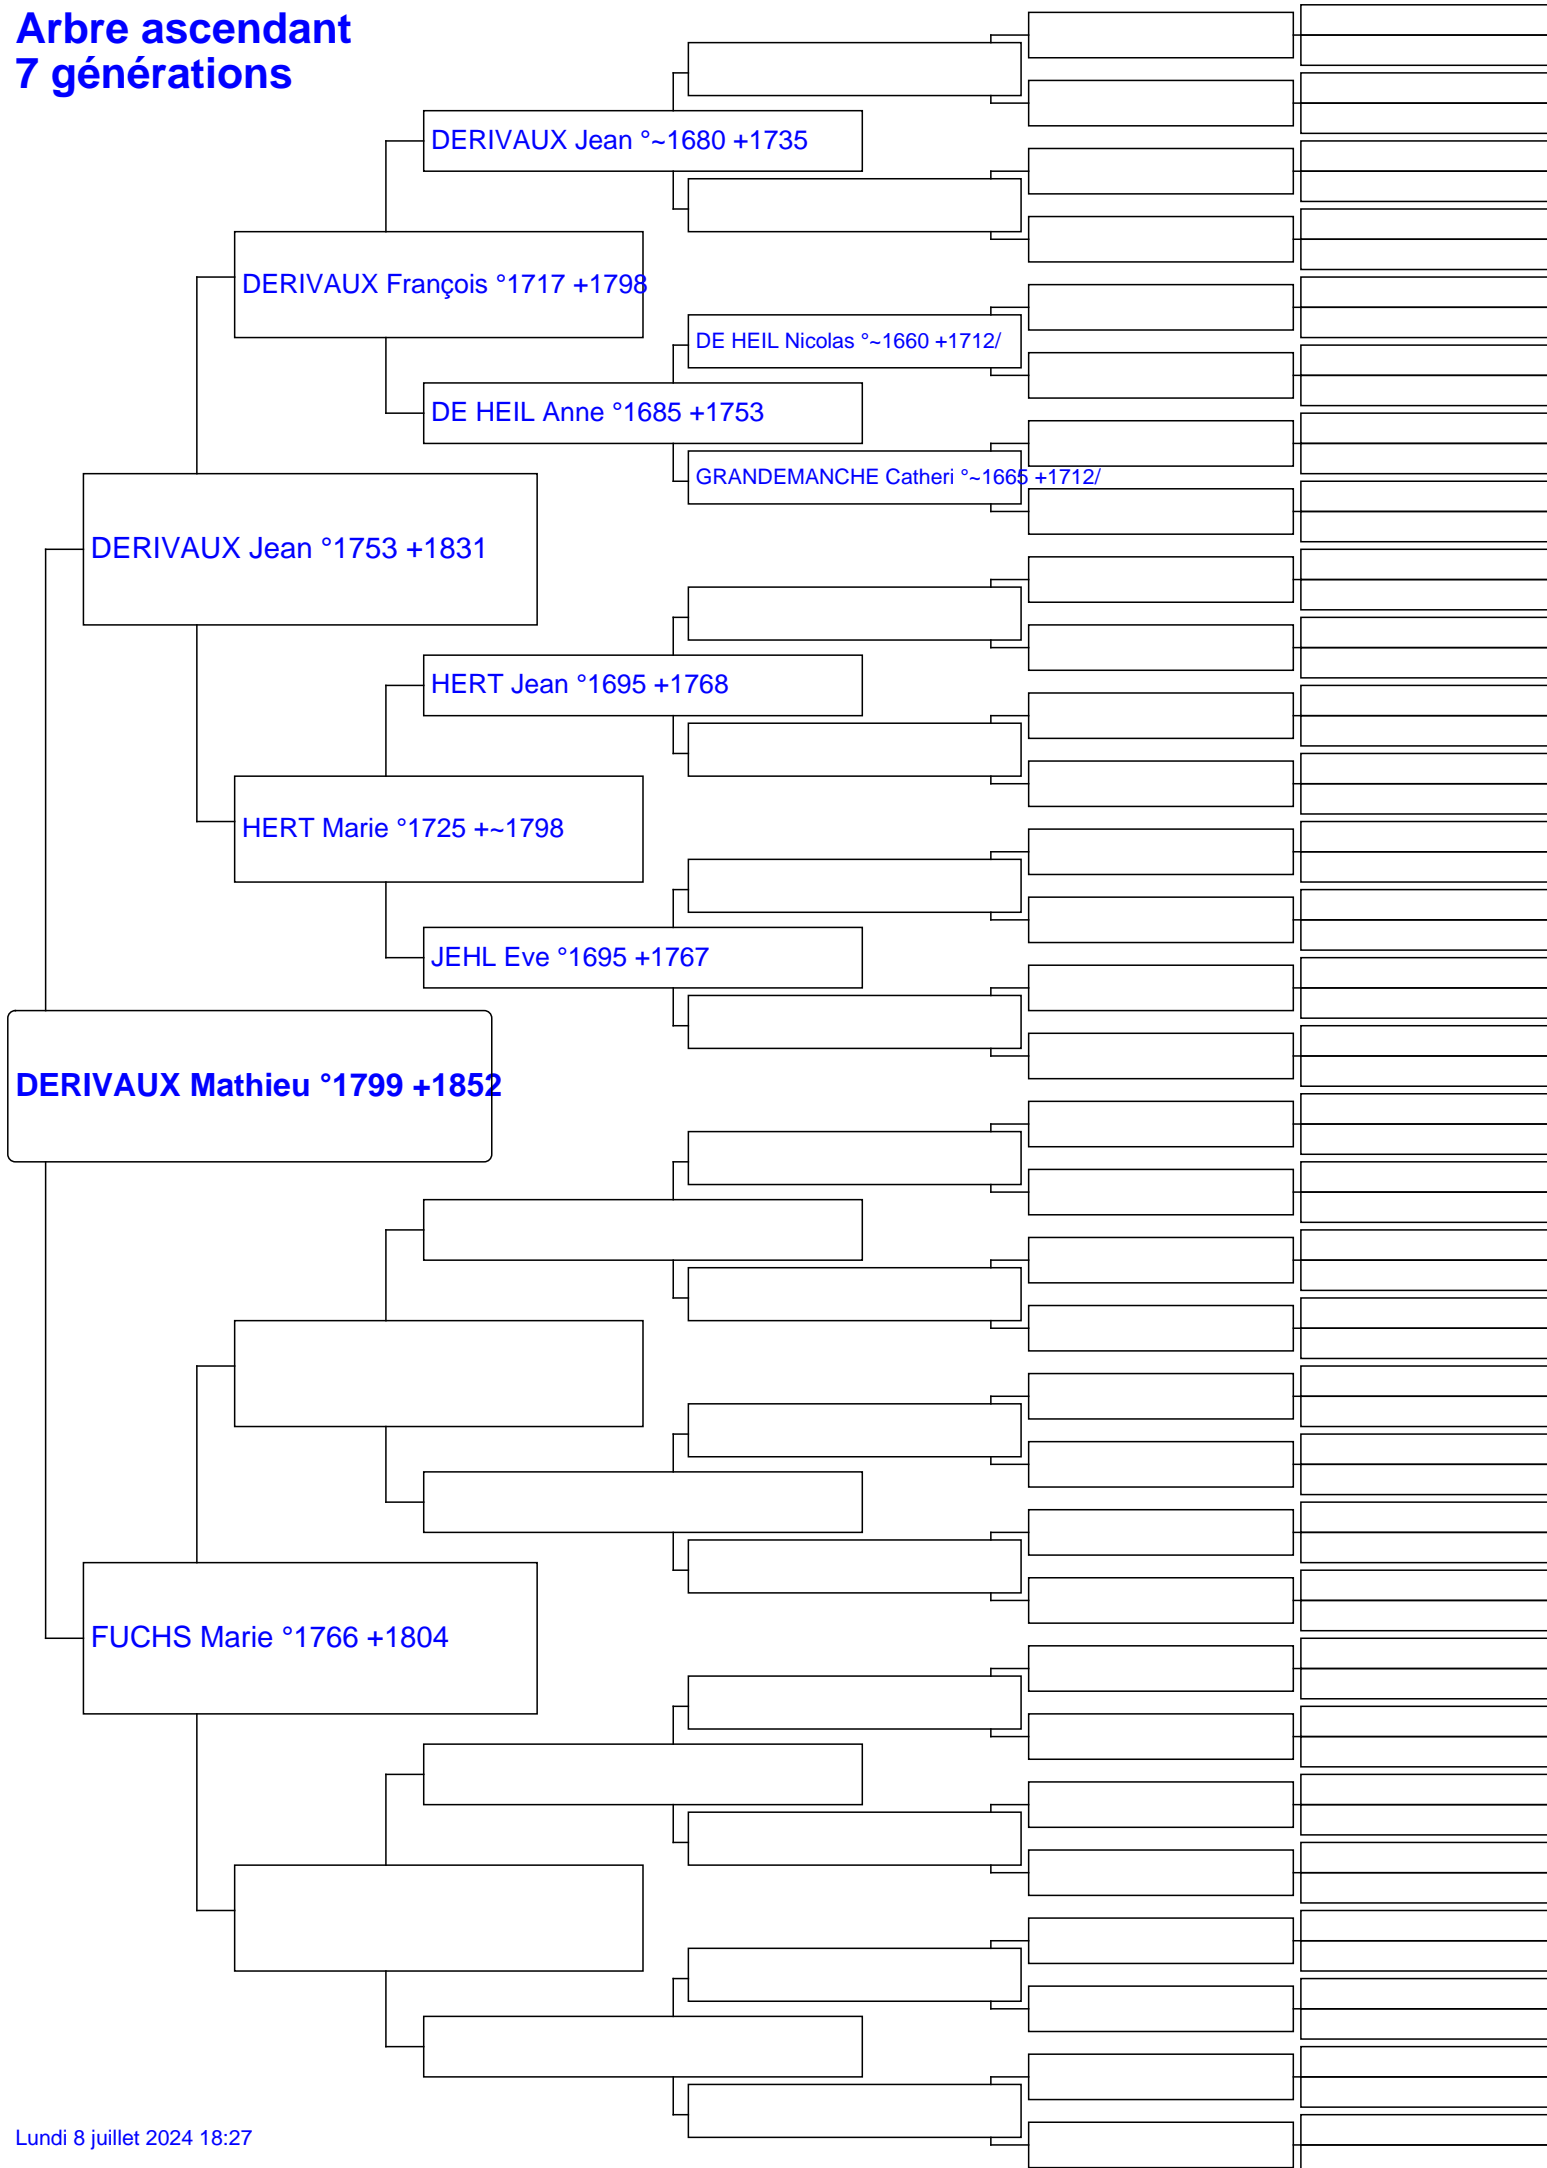 Arbre ascendant
7 générations
DERIVAUX Jean °~1680 +1735
DERIVAUX François °1717 +1798
DE HEIL Nicolas °~1660 +1712/
DE HEIL Anne °1685 +1753
GRANDEMANCHE Catheri °~1665 +1712/
DERIVAUX Jean °1753 +1831
HERT Jean °1695 +1768
HERT Marie °1725 +~1798
JEHL Eve °1695 +1767
DERIVAUX Mathieu °1799 +1852
FUCHS Marie °1766 +1804
Lundi 8 juillet 2024 18:27